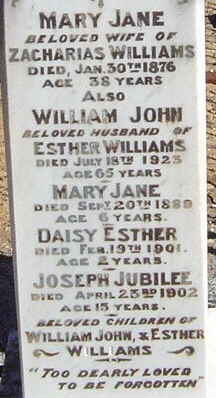 MARY JANE
BELOVED WIFE OF
ZACHARIAS WILLIAMS
DIED, JAN. 30TH 1876
AGE 38 YEARS
ALSO
WILLIAM JOHN
BELOVED HUSBAND OF
ESTHER WILLIAMS
DIED JULY 18TH 1923
AGE 65 YEARS
MARY JANE
DIED SEPT. 20TH 1889
AGE 6 YEARS.
DAISY ESTHER
DIED FEB. 19TH 1901.
AGE 2 YEARS.
JOSEPH JUBILEE
DIED APRIL 23RD 1902
AGE 15 YEARS.
BELOVED CHILDREN OF
WILLIAM JOHN, & ESTHER
WILLIAMS
"TOO DEARLY LOVED
TO BE FORGOTTEN"